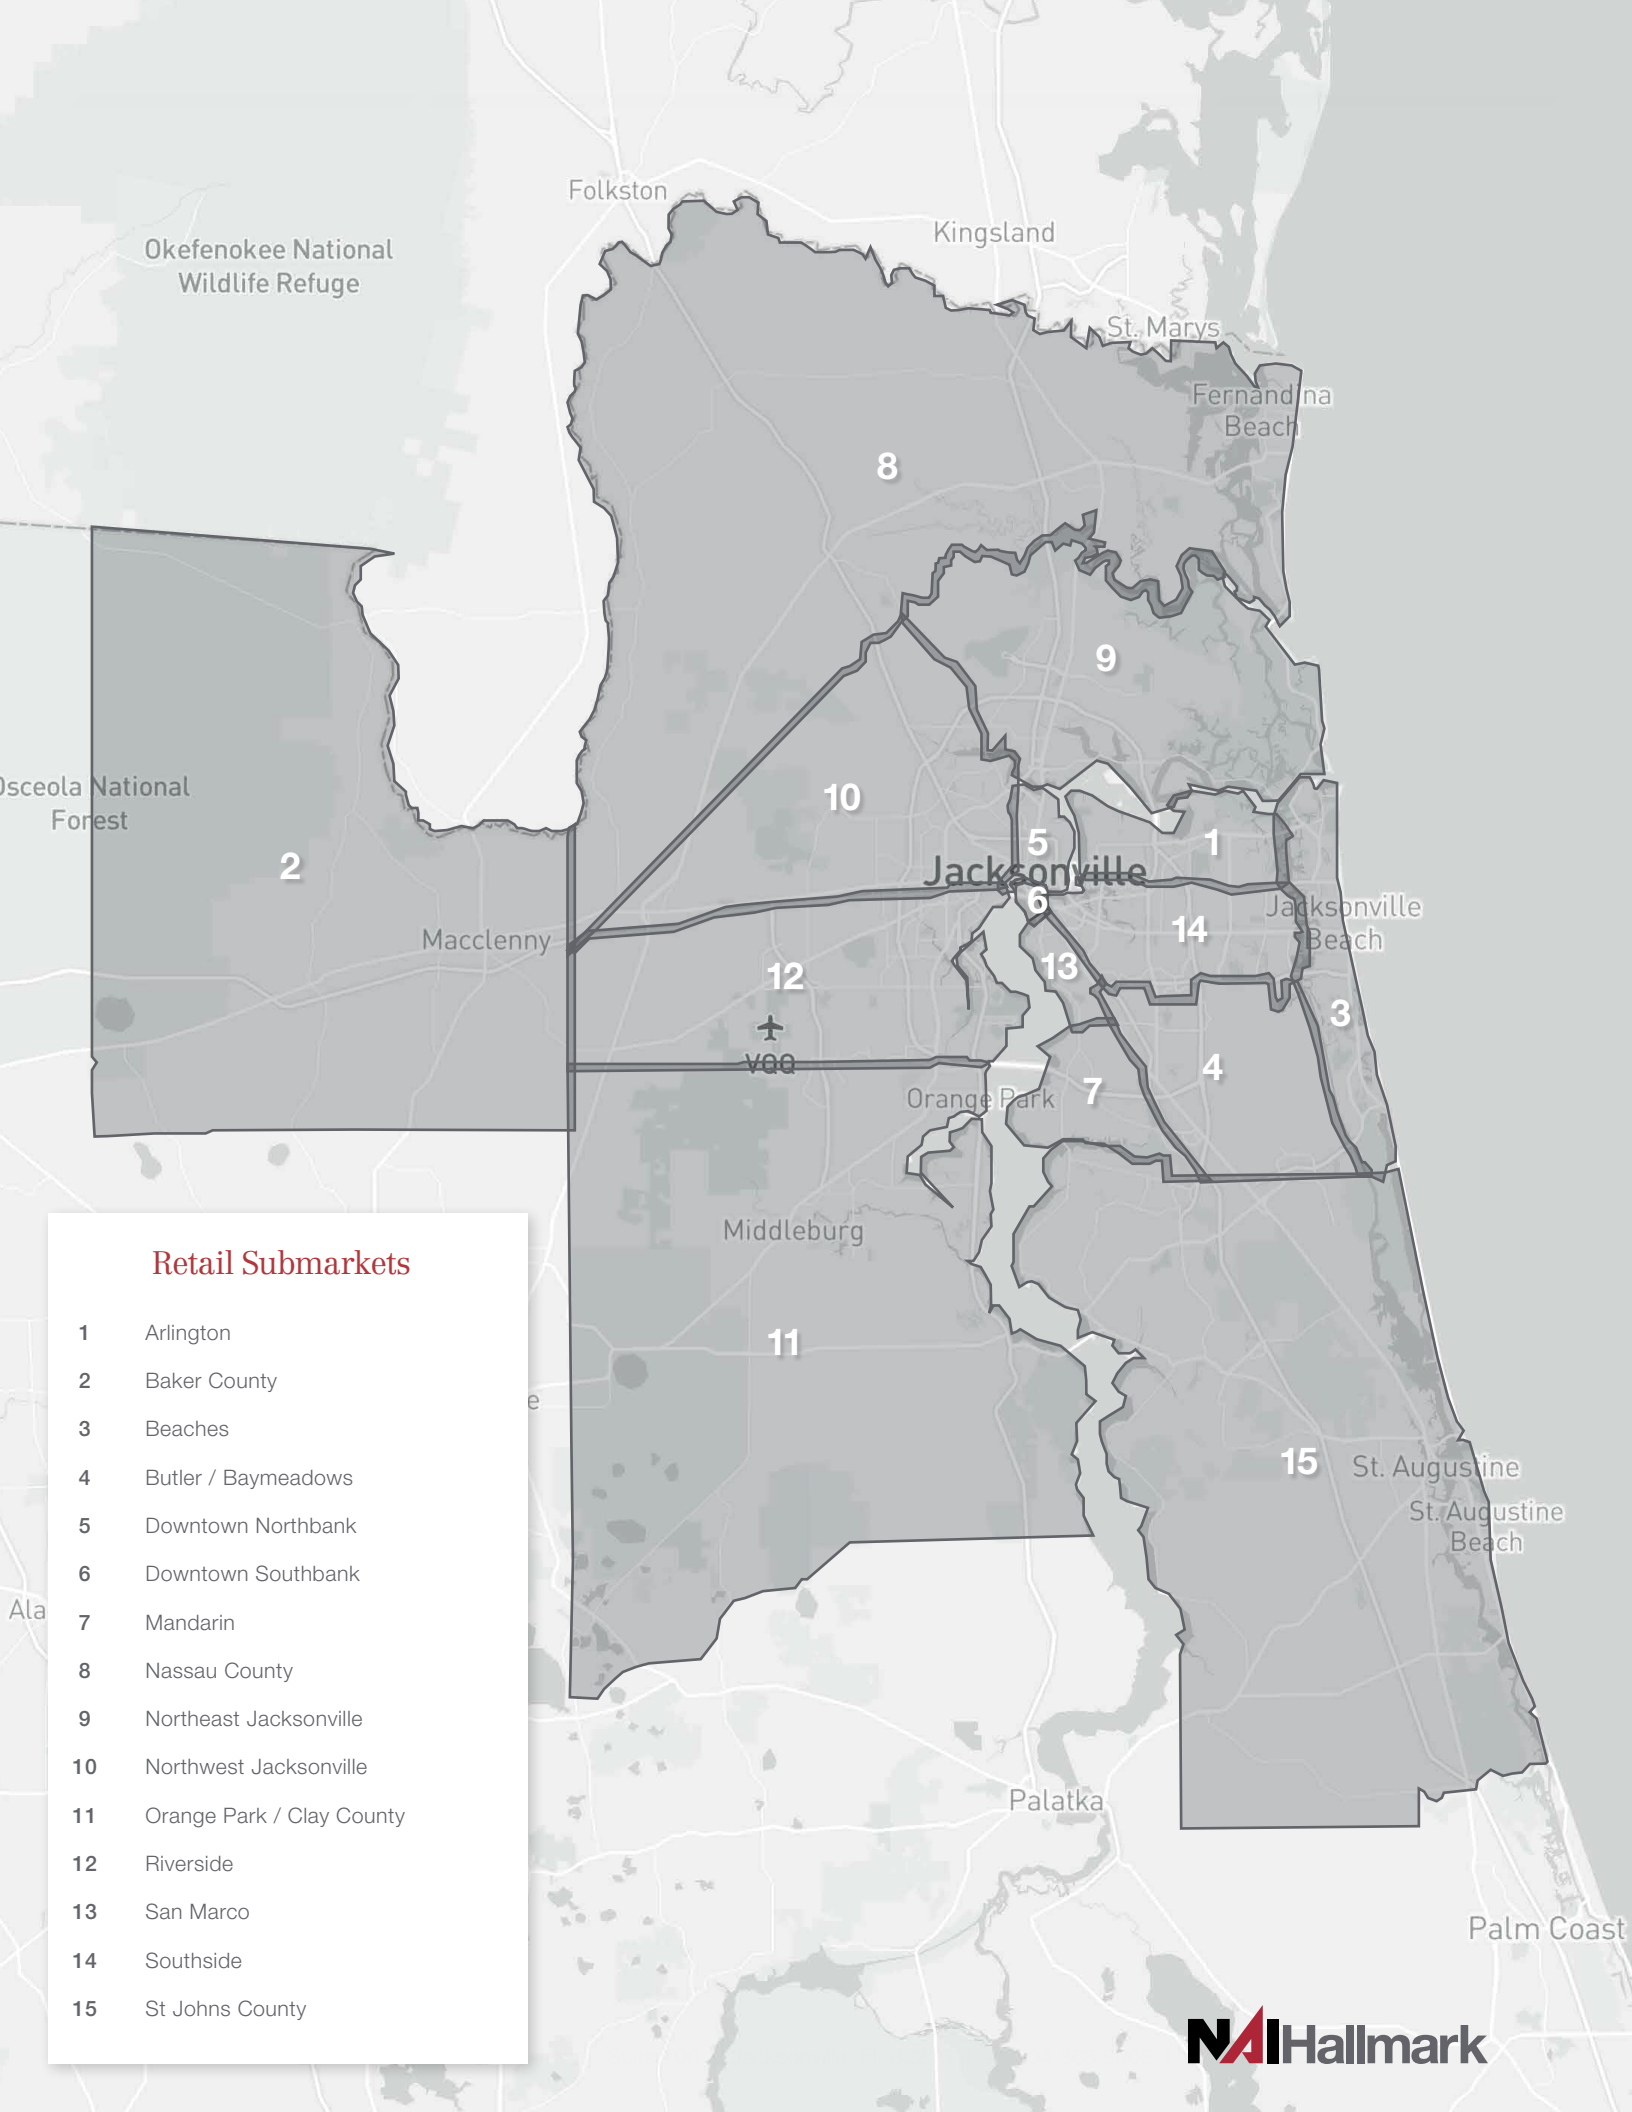 Folkston
Kingsland
Okefenokee National
Wildlife Refuge
St. Marys
Fernandina
Beach
8
9
Osceola National
Forest
10
5
1
2
Jacksonville
6
Jacksonville
Beach
14
Macclenny
13
12
3
VQQ
4
7
Orange Park
Middleburg
11
15
St. Augustine
St. Augustine
Beach
Retail Submarkets
1 Arlington
2 Baker County
3 Beaches
4 Butler / Baymeadows
5 Downtown Northbank
6 Downtown Southbank
7 Mandarin
8 Nassau County
9 Northeast Jacksonville
10 Northwest Jacksonville
11 Orange Park / Clay County
12 Riverside
13 San Marco
14 Southside
15 St Johns County
e
Ala
Palatka
Palm Coast
NAIHallmark